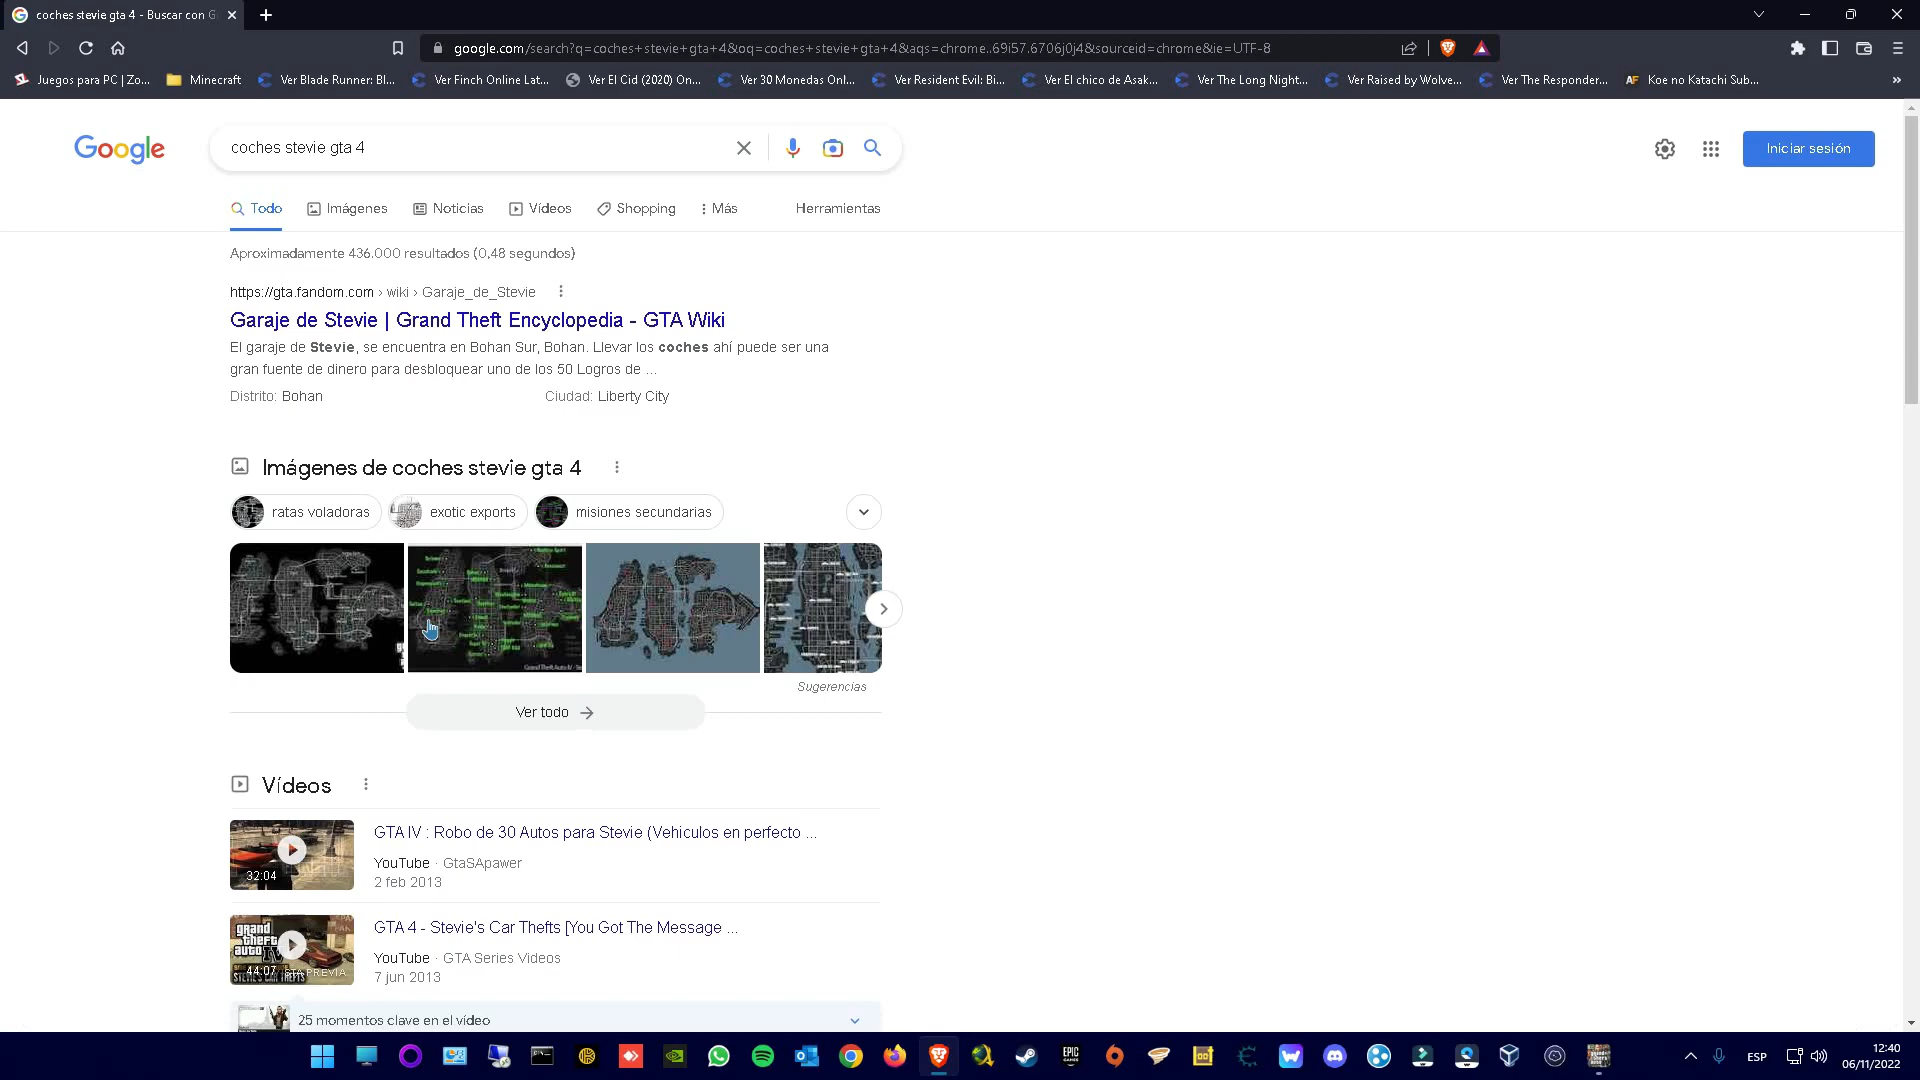 coches stevie gta 4 - Buscar con G
google.com/search?q=coches+stevie+gta+4&oq=coches+stevie+gta+4&aqs=chrome..69i57.6706j0j4&sourceid=chrome&ie=UTF-8
Juegos para PC | Zo...
Minecraft
Ver Blade Runner: Bl...
Ver Finch Online Lat...
Ver El Cid (2020) On...
Ver 30 Monedas Onl...
Ver Resident Evil: Bi...
Ver El chico de Asak...
Ver The Long Night...
Ver Raised by Wolve...
Ver The Responder...
AF Koe no Katachi Sub...
»
Google
coches stevie gta 4
Iniciar sesión
Todo
Imágenes
Noticias
Vídeos
Shopping
Más
Herramientas
Aproximadamente 436.000 resultados (0,48 segundos)
https://gta.fandom.com › wiki › Garaje_de_Stevie
Garaje de Stevie | Grand Theft Encyclopedia - GTA Wiki
El garaje de Stevie, se encuentra en Bohan Sur, Bohan. Llevar los coches ahí puede ser una
gran fuente de dinero para desbloquear uno de los 50 Logros de ...
Distrito: Bohan
Ciudad: Liberty City
Imágenes de coches stevie gta 4
ratas voladoras
exotic exports
misiones secundarias
Sugerencias
Ver todo
Vídeos
32:04
GTA IV : Robo de 30 Autos para Stevie (Vehiculos en perfecto ...
YouTube · GtaSApawer
2 feb 2013
grand
theft
auto IV
44:07
STEVIE'S CAR THEFTS
GTA 4 - Stevie's Car Thefts [You Got The Message ...
YouTube · GTA Series Videos
7 jun 2013
25 momentos clave en el vídeo
EPIC
GAMES
ESP
12:40
06/11/2022